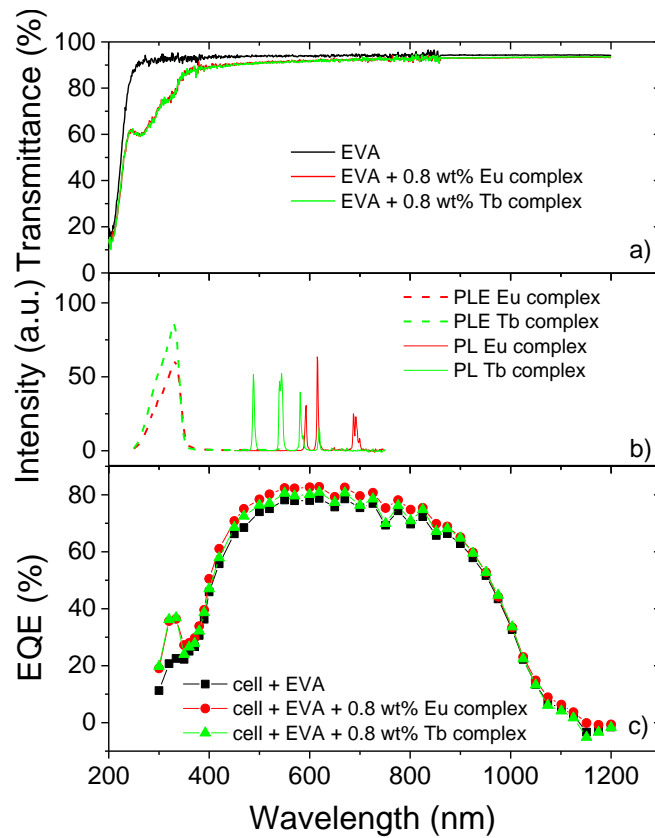 Transmittance (%)
100
80
60
40
20
0
EVA
EVA + 0.8 wt% Eu complex
EVA + 0.8 wt% Tb complex
a)
Intensity (a.u.)
100
50
0
PLE Eu complex
PLE Tb complex
PL Eu complex
PL Tb complex
b)
EQE (%)
80
60
40
20
0
cell + EVA
cell + EVA + 0.8 wt% Eu complex
cell + EVA + 0.8 wt% Tb complex
c)
200 400 600 800 1000 1200
Wavelength (nm)